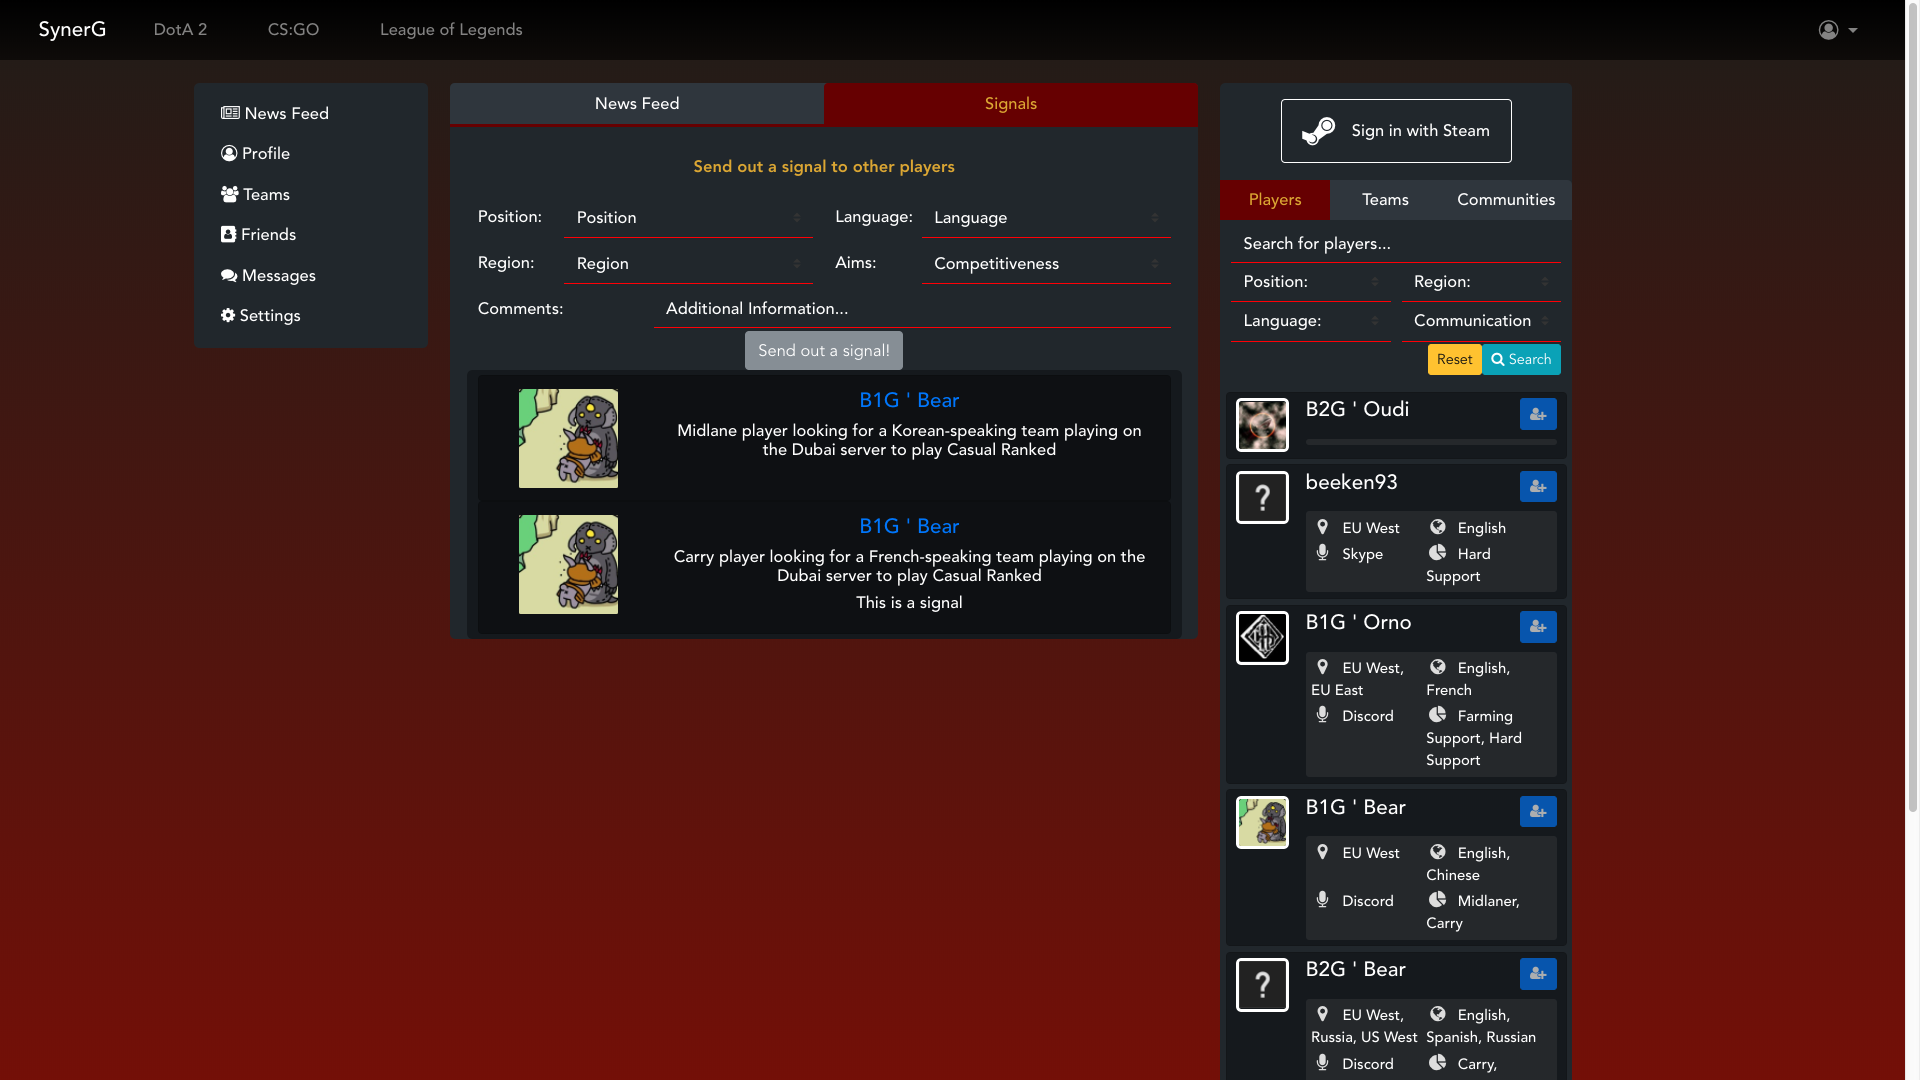 SynerG DotA 2 CS:GO League of Legends
News Feed
Profile
Teams
Friends
Messages
Settings
News Feed Signals
Send out a signal to other players
Position: Position Language: Language
Region: Region Aims: Competitiveness
Comments: Additional Information...
Send out a signal!
B1G ' Bear
Midlane player looking for a Korean-speaking team playing on
the Dubai server to play Casual Ranked
B1G ' Bear
Carry player looking for a French-speaking team playing on the
Dubai server to play Casual Ranked
This is a signal
Sign in with Steam
Players Teams Communities
Search for players...
Position: Region:
Language: Communication
Reset Search
B2G ' Oudi
?
beeken93
EU West English
Skype Hard
Support
B1G ' Orno
EU West, English,
EU East French
Discord Farming
Support, Hard
Support
B1G ' Bear
EU West English,
Chinese
Discord Midlaner,
Carry
?
B2G ' Bear
EU West, English,
Russia, US West Spanish, Russian
Discord Carry,